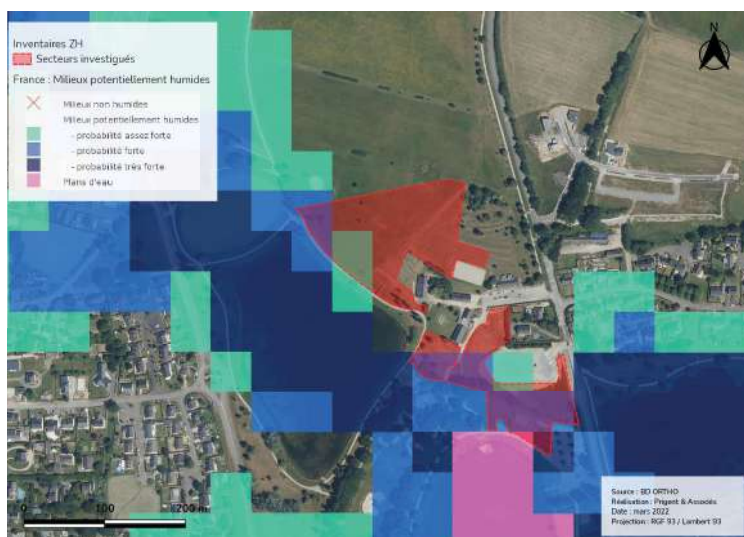 Inventaires ZH
Secteurs investigués
France : Milieux potentiellement humides
Milieux non humides
Milieux potentiellement humides
- probabilité assez forte
- probabilité forte
- probabilité très forte
Plans d'eau
N
0 100 200 m
Source : BD ORTHO
Réalisation : Prigent & Associés
Date : mars 2022
Projection : RGF 93 / Lambert 93